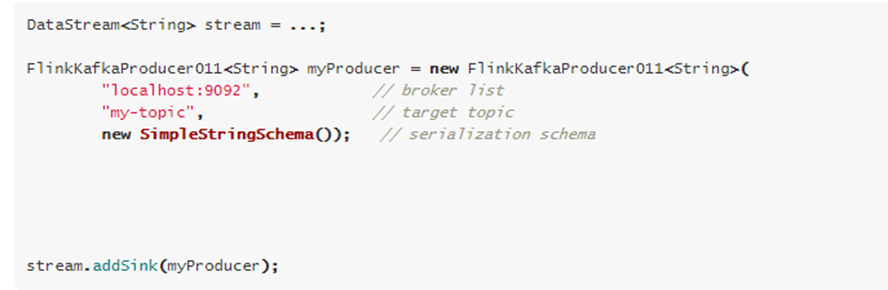 DataStream<String> stream = ...;
FlinkKafkaProducer011<String> myProducer = new FlinkKafkaProducer011<String>(
"localhost:9092", // broker list
"my-topic", // target topic
new SimpleStringSchema()); // serialization schema
stream.addSink(myProducer);